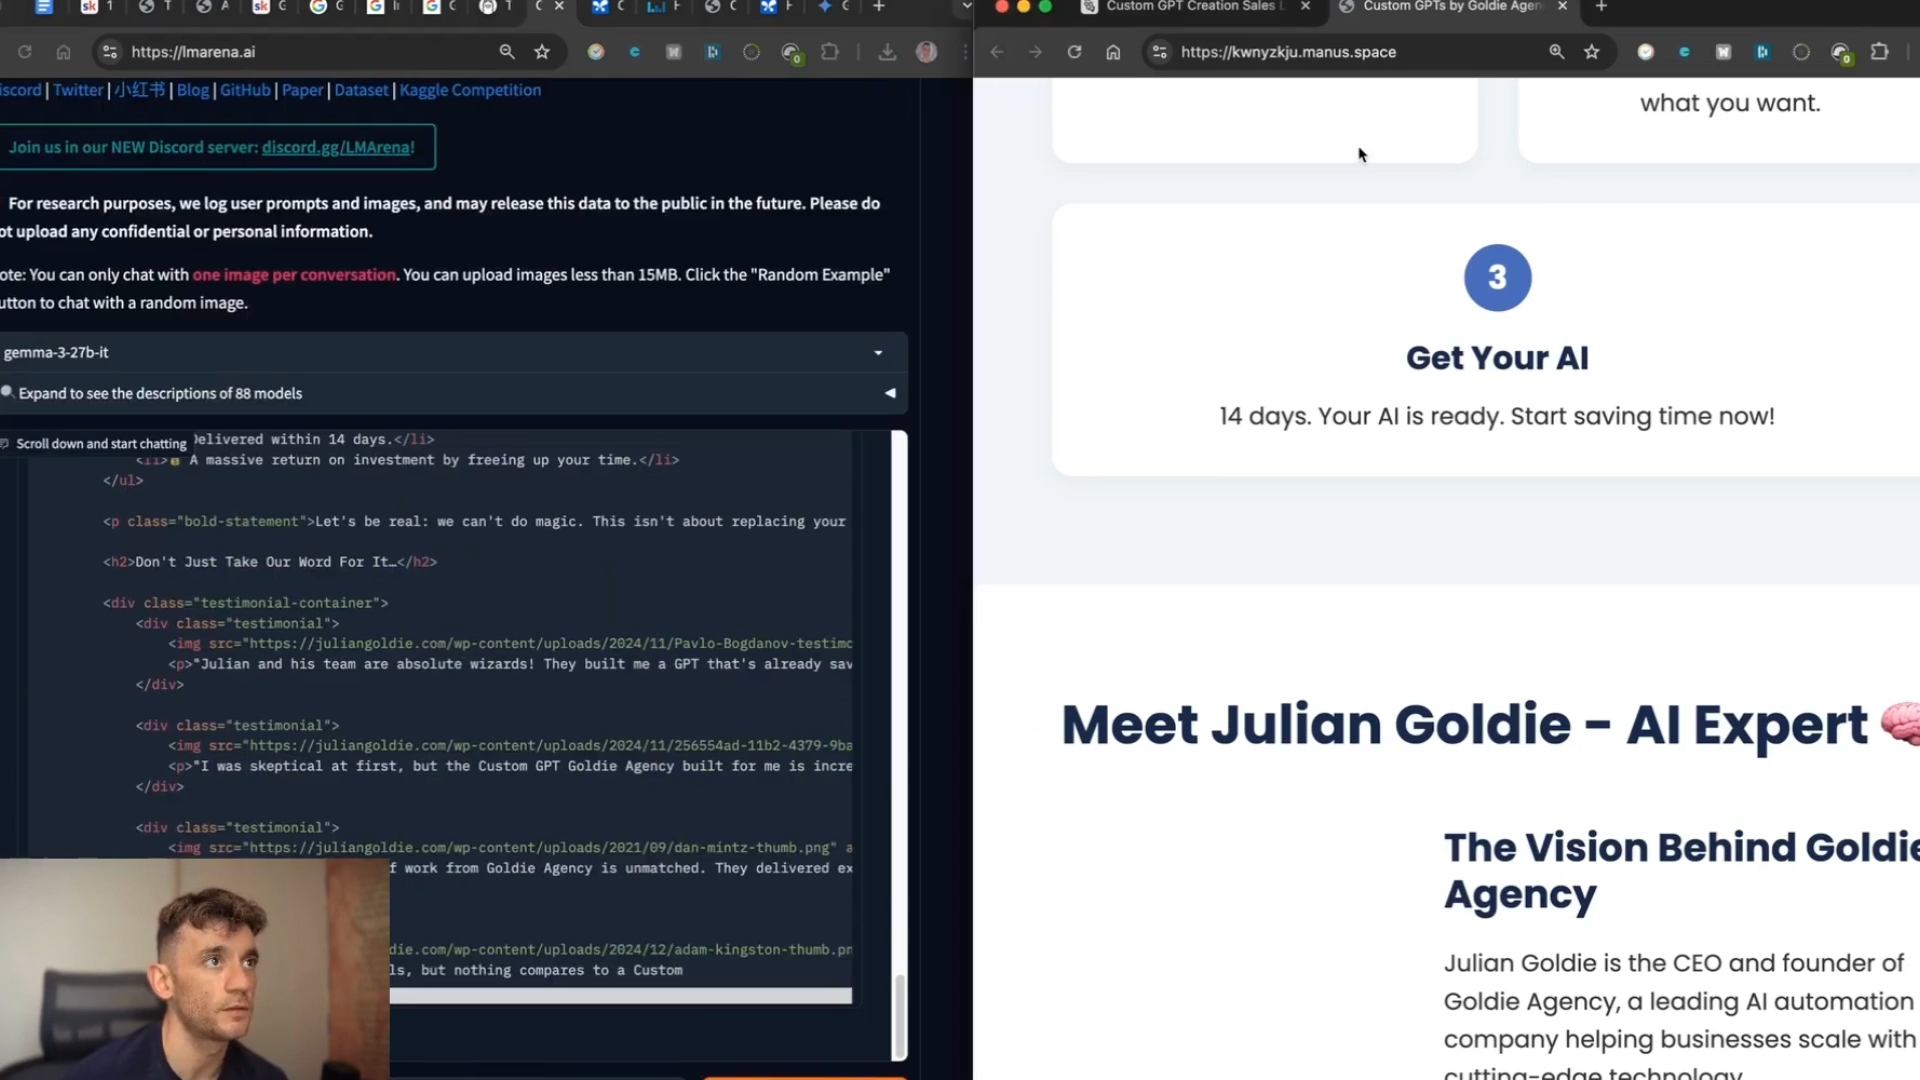 https://lmarena.ai
iscord | Twitter | 小红书 | Blog | GitHub | Paper | Dataset | Kaggle Competition
Join us in our NEW Discord server: discord.gg/LMArena!
For research purposes, we log user prompts and images, and may release this data to the public in the future. Please do
ot upload any confidential or personal information.
ote: You can only chat with one image per conversation. You can upload images less than 15MB. Click the "Random Example"
utton to chat with a random image.
gemma-3-27b-it
Expand to see the descriptions of 88 models
Scroll down and start chatting
elivered within 14 days.</li>
<li>💰 A massive return on investment by freeing up your time.</li>
</ul>
<p class="bold-statement">Let's be real: we can't do magic. This isn't about replacing your
<h2>Don't Just Take Our Word For It…</h2>
<div class="testimonial-container">
<div class="testimonial">
<img src="https://juliangoldie.com/wp-content/uploads/2024/11/Pavlo-Bogdanov-testimo
<p>"Julian and his team are absolute wizards! They built me a GPT that's already sav
</div>
<div class="testimonial">
<img src="https://juliangoldie.com/wp-content/uploads/2024/11/256554ad-11b2-4379-9ba
<p>"I was skeptical at first, but the Custom GPT Goldie Agency built for me is incre
</div>
<div class="testimonial">
<img src="https://juliangoldie.com/wp-content/uploads/2021/09/dan-mintz-thumb.png" a
f work from Goldie Agency is unmatched. They delivered ex
die.com/wp-content/uploads/2024/12/adam-kingston-thumb.pn
ls, but nothing compares to a Custom
Custom GPT Creation Sales
Custom GPTs by Goldie Agen
https://kwnyzkju.manus.space
what you want.
3
Get Your AI
14 days. Your AI is ready. Start saving time now!
Meet Julian Goldie - AI Expert 🧠
The Vision Behind Goldie
Agency
Julian Goldie is the CEO and founder of
Goldie Agency, a leading AI automation
company helping businesses scale with
cutting-edge technology